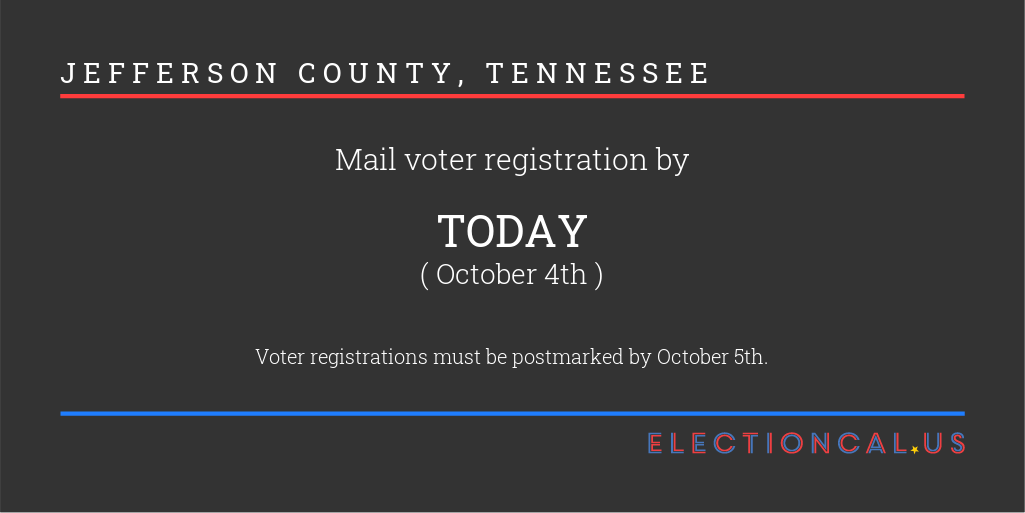 JEFFERSON COUNTY, TENNESSEE
Mail voter registration by
TODAY
( October 4th )
Voter registrations must be postmarked by October 5th.
ELECTIONCAL.US